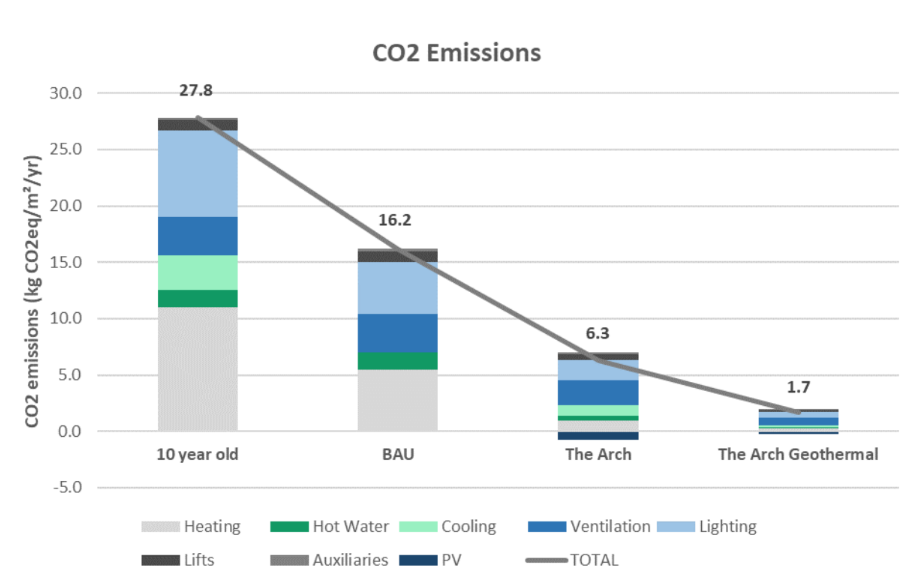 CO2 Emissions
CO2 emissions (kg CO2eq/m²/yr)
30.0
25.0
20.0
15.0
10.0
5.0
0.0
-5.0
27.8
16.2
6.3
1.7
10 year old
BAU
The Arch
The Arch Geothermal
Heating Hot Water Cooling Ventilation Lighting
Lifts Auxiliaries PV TOTAL